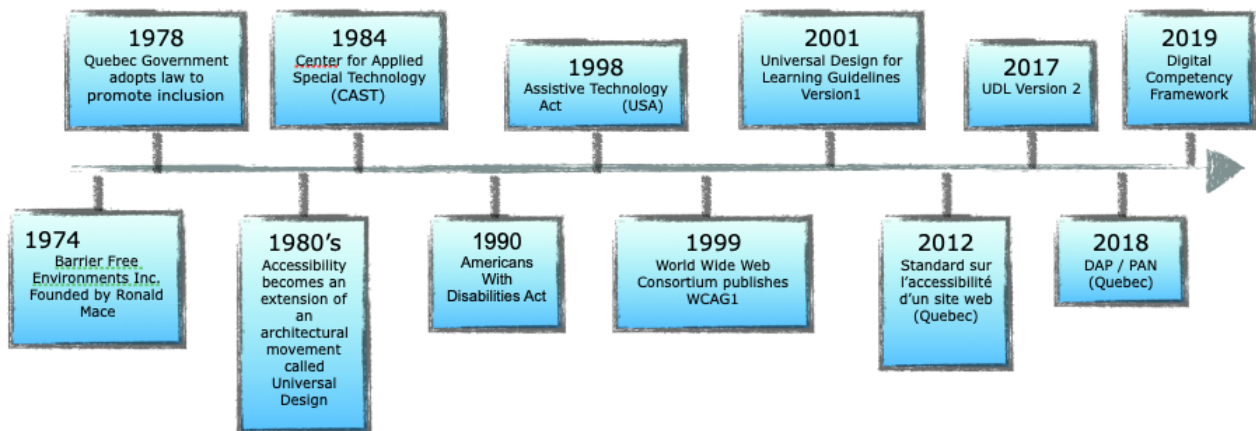 1978
Quebec Government
adopts law to
promote inclusion
1984
Center for Applied
Special Technology
(CAST)
1998
Assistive Technology
Act (USA)
2001
Universal Design for
Learning Guidelines
Version1
2017
UDL Version 2
2019
Digital
Competency
Framework
1974
Barrier Free
Environments Inc.
Founded by Ronald
Mace
1980's
Accessibility
becomes an
extension of
an
architectural
movement
called
Universal
Design
1990
Americans
With
Disabilities Act
1999
World Wide Web
Consortium publishes
WCAG1
2012
Standard sur
l'accessibilité
d'un site web
(Quebec)
2018
DAP / PAN
(Quebec)